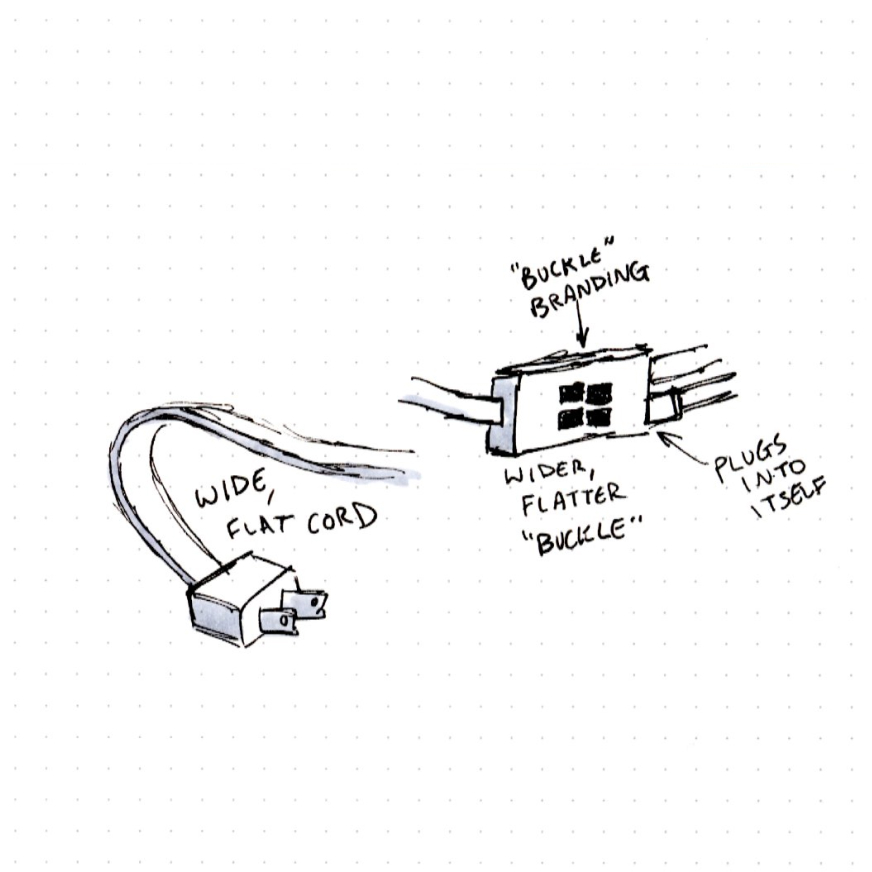 "BUCKLE"
BRANDING
WIDE,
FLAT CORD
WIDER,
FLATTER
"BUCKLE"
PLUGS
INTO
ITSELF